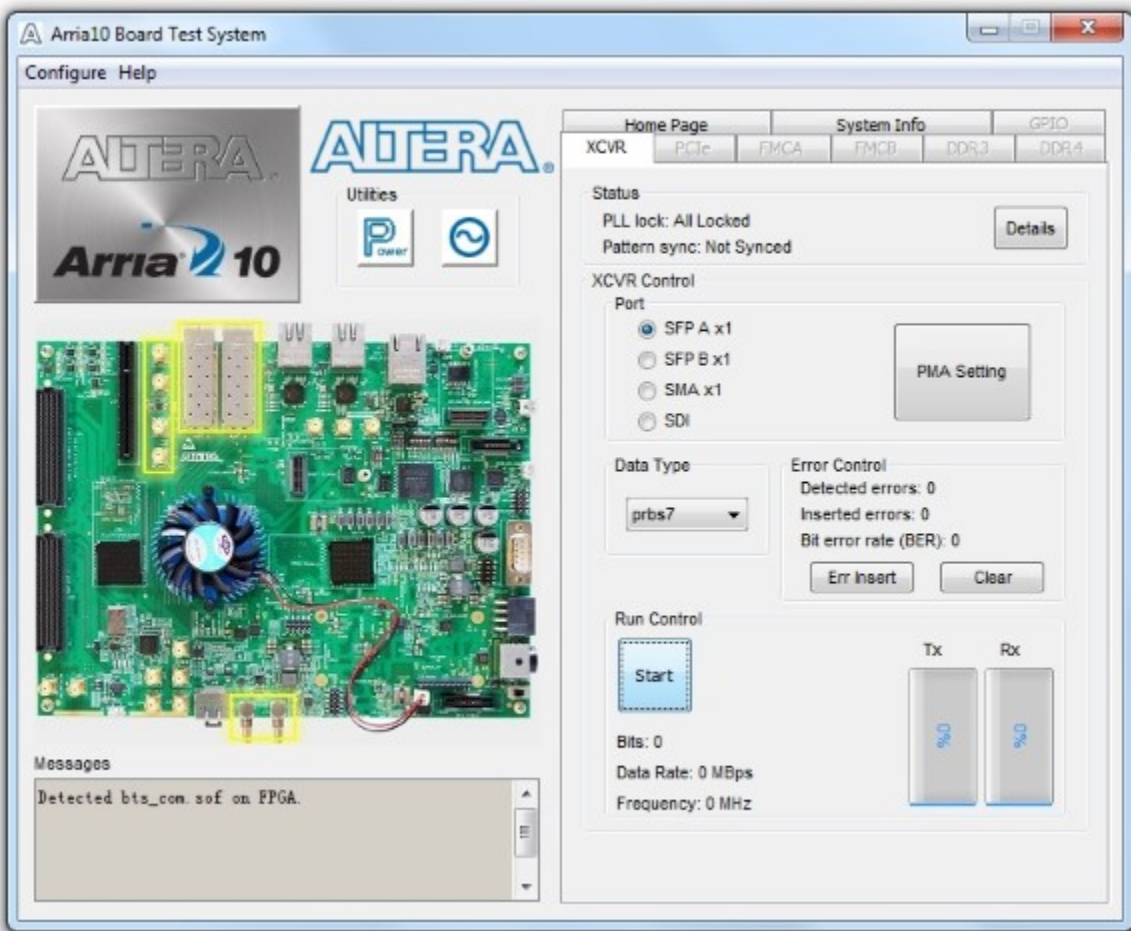 Arria10 Board Test System
Configure Help
ALTERA
Arria 10
ALTERA
Utilities
Power
Home Page System Info GPIO
XCVR PCIe FMCA FMCB DDR3 DDR4
Status
PLL lock: All Locked
Pattern sync: Not Synced
Details
XCVR Control
Port
SFP A x1
SFP B x1
SMA x1
SDI
PMA Setting
Data Type
prbs7
Error Control
Detected errors: 0
Inserted errors: 0
Bit error rate (BER): 0
Err Insert Clear
Run Control
Start
Tx Rx
%0 %0
Bits: 0
Data Rate: 0 MBps
Frequency: 0 MHz
Messages
Detected bts_com.sof on FPGA.